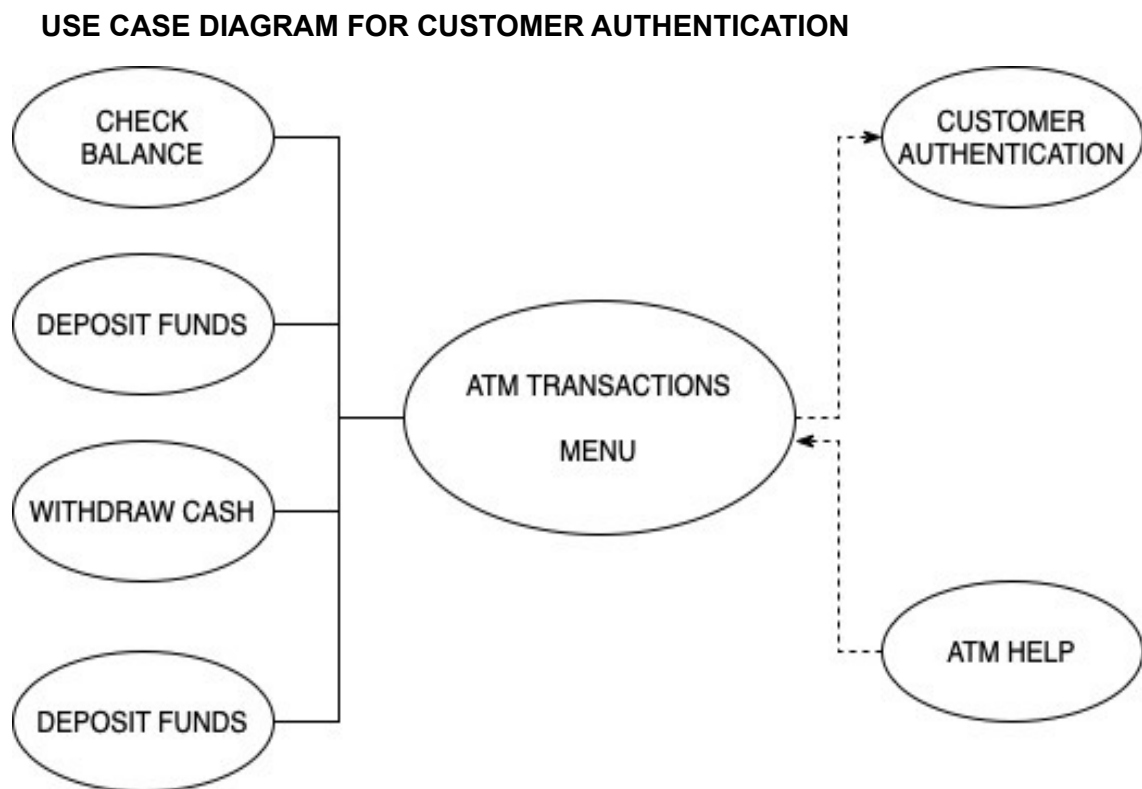 USE CASE DIAGRAM FOR CUSTOMER AUTHENTICATION
CHECK
BALANCE
CUSTOMER
AUTHENTICATION
DEPOSIT FUNDS
ATM TRANSACTIONS
MENU
WITHDRAW CASH
ATM HELP
DEPOSIT FUNDS